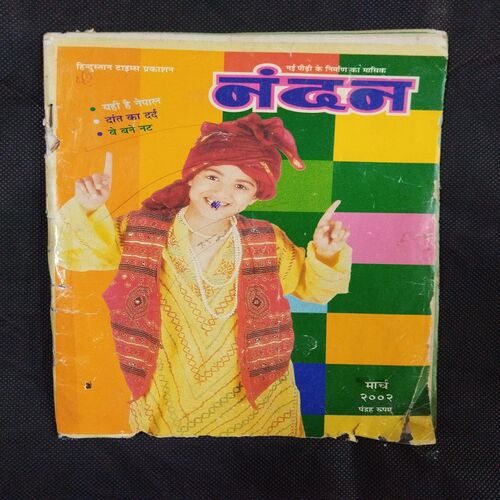 हिन्दुस्तान टाइम्स प्रकाशन
नई पीढ़ी के निर्माण का मासिक
नंदन
यही है नेपाल
दांत का दर्द
वे बने नट
मार्च
२००२
पंद्रह रूपए